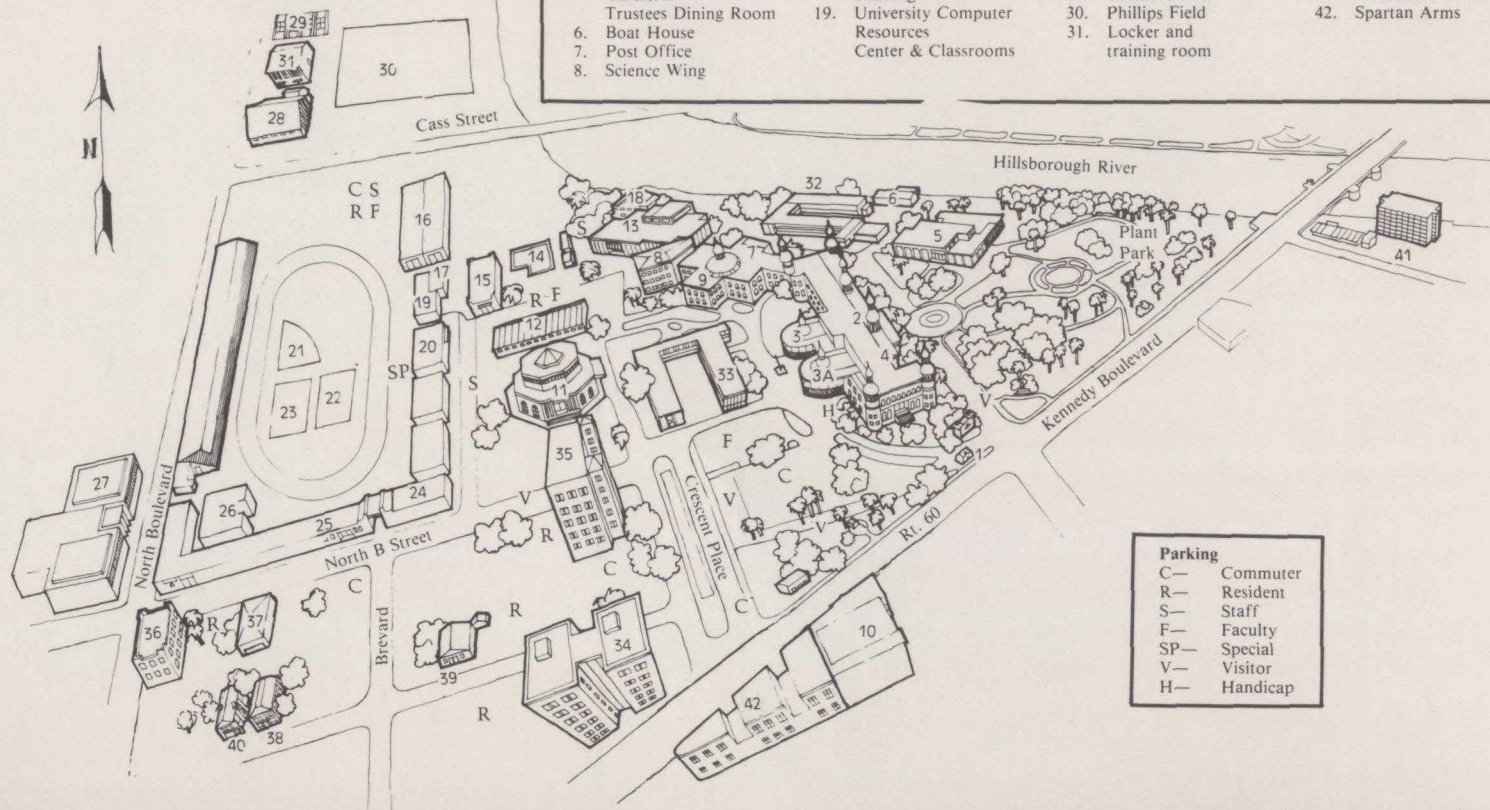 Trustees Dining Room
6. Boat House
7. Post Office
8. Science Wing
19. University Computer
Resources
Center & Classrooms
30. Phillips Field
31. Locker and
training room
42. Spartan Arms
29
31
30
28
Cass Street
N
Hillsborough River
C S
R F
16
18
S
13
32
6
5
Plant
Park
41
17
19
15
14
8
7
9
R F
12
2
3
4
21
20
SP
S
11
33
3A
H
V
Kennedy Boulevard
23
22
35
F
C
1
27
26
24
25
V
R
V
V
Crescent Place
North Boulevard
North B Street
Rt. 60
C
C
C
Parking
C— Commuter
R— Resident
S— Staff
F— Faculty
SP— Special
V— Visitor
H— Handicap
36
R
37
Brevard
R
34
10
39
40
38
R
42